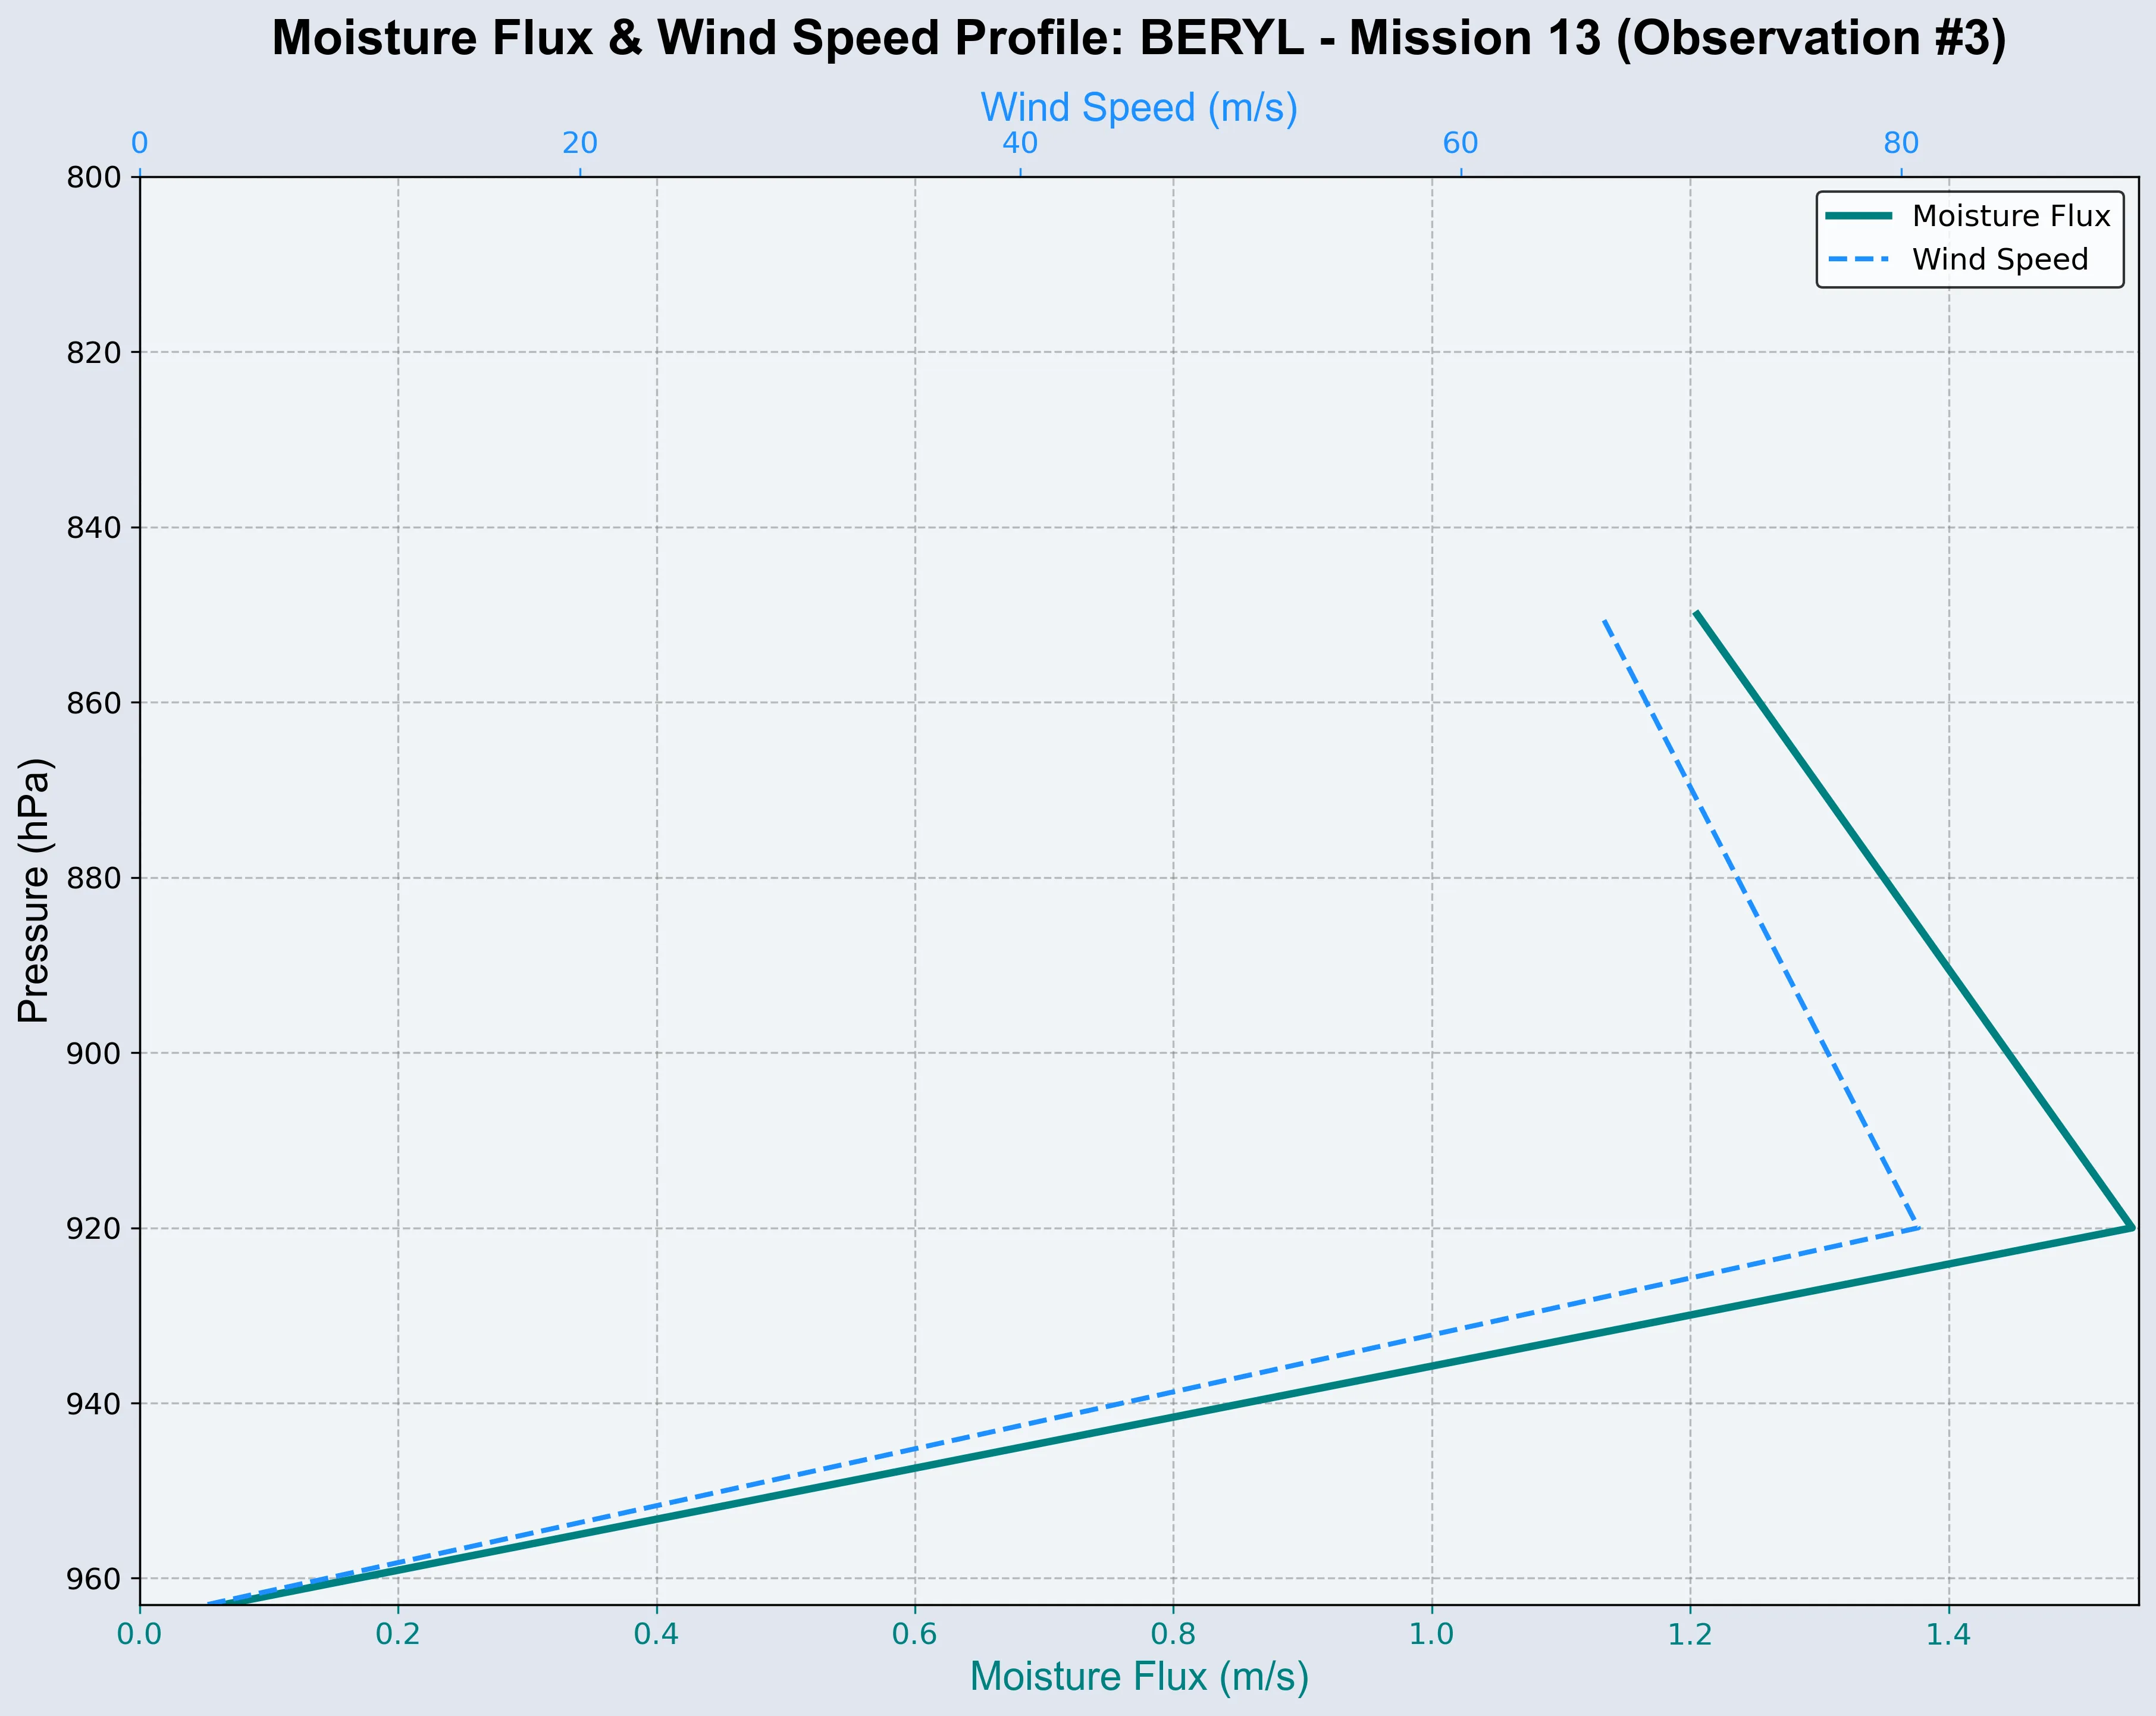 Moisture Flux & Wind Speed Profile: BERYL - Mission 13 (Observation #3)
Wind Speed (m/s)
0 20 40 60 80
Moisture Flux
Wind Speed
Pressure (hPa)
800
820
840
860
880
900
920
940
960
0.0 0.2 0.4 0.6 0.8 1.0 1.2 1.4
Moisture Flux (m/s)